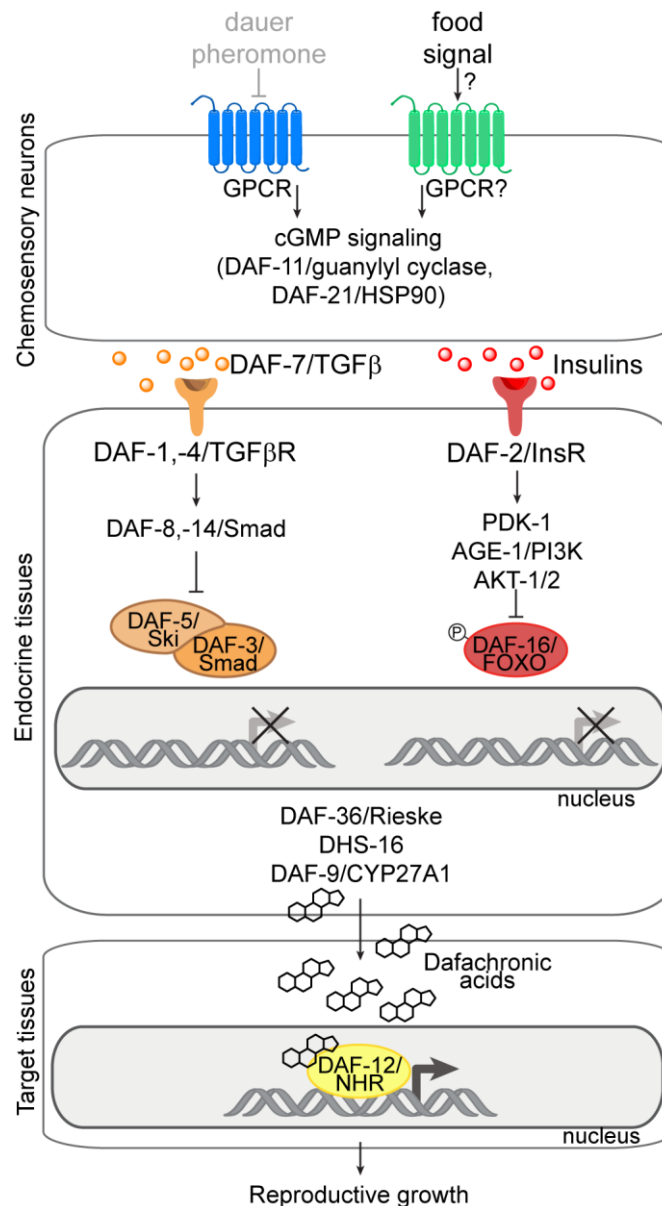 dauer
pheromone
food
signal
?
GPCR
GPCR?
cGMP signaling
(DAF-11/guanylyl cyclase,
DAF-21/HSP90)
Chemosensory neurons
DAF-7/TGFβ
Insulins
DAF-1,-4/TGFβR
DAF-2/InsR
DAF-8,-14/Smad
PDK-1
AGE-1/PI3K
AKT-1/2
DAF-5/
Ski
DAF-3/
Smad
P
DAF-16/
FOXO
nucleus
DAF-36/Rieske
DHS-16
DAF-9/CYP27A1
Endocrine tissues
Dafachronic
acids
DAF-12/
NHR
nucleus
Target tissues
Reproductive growth